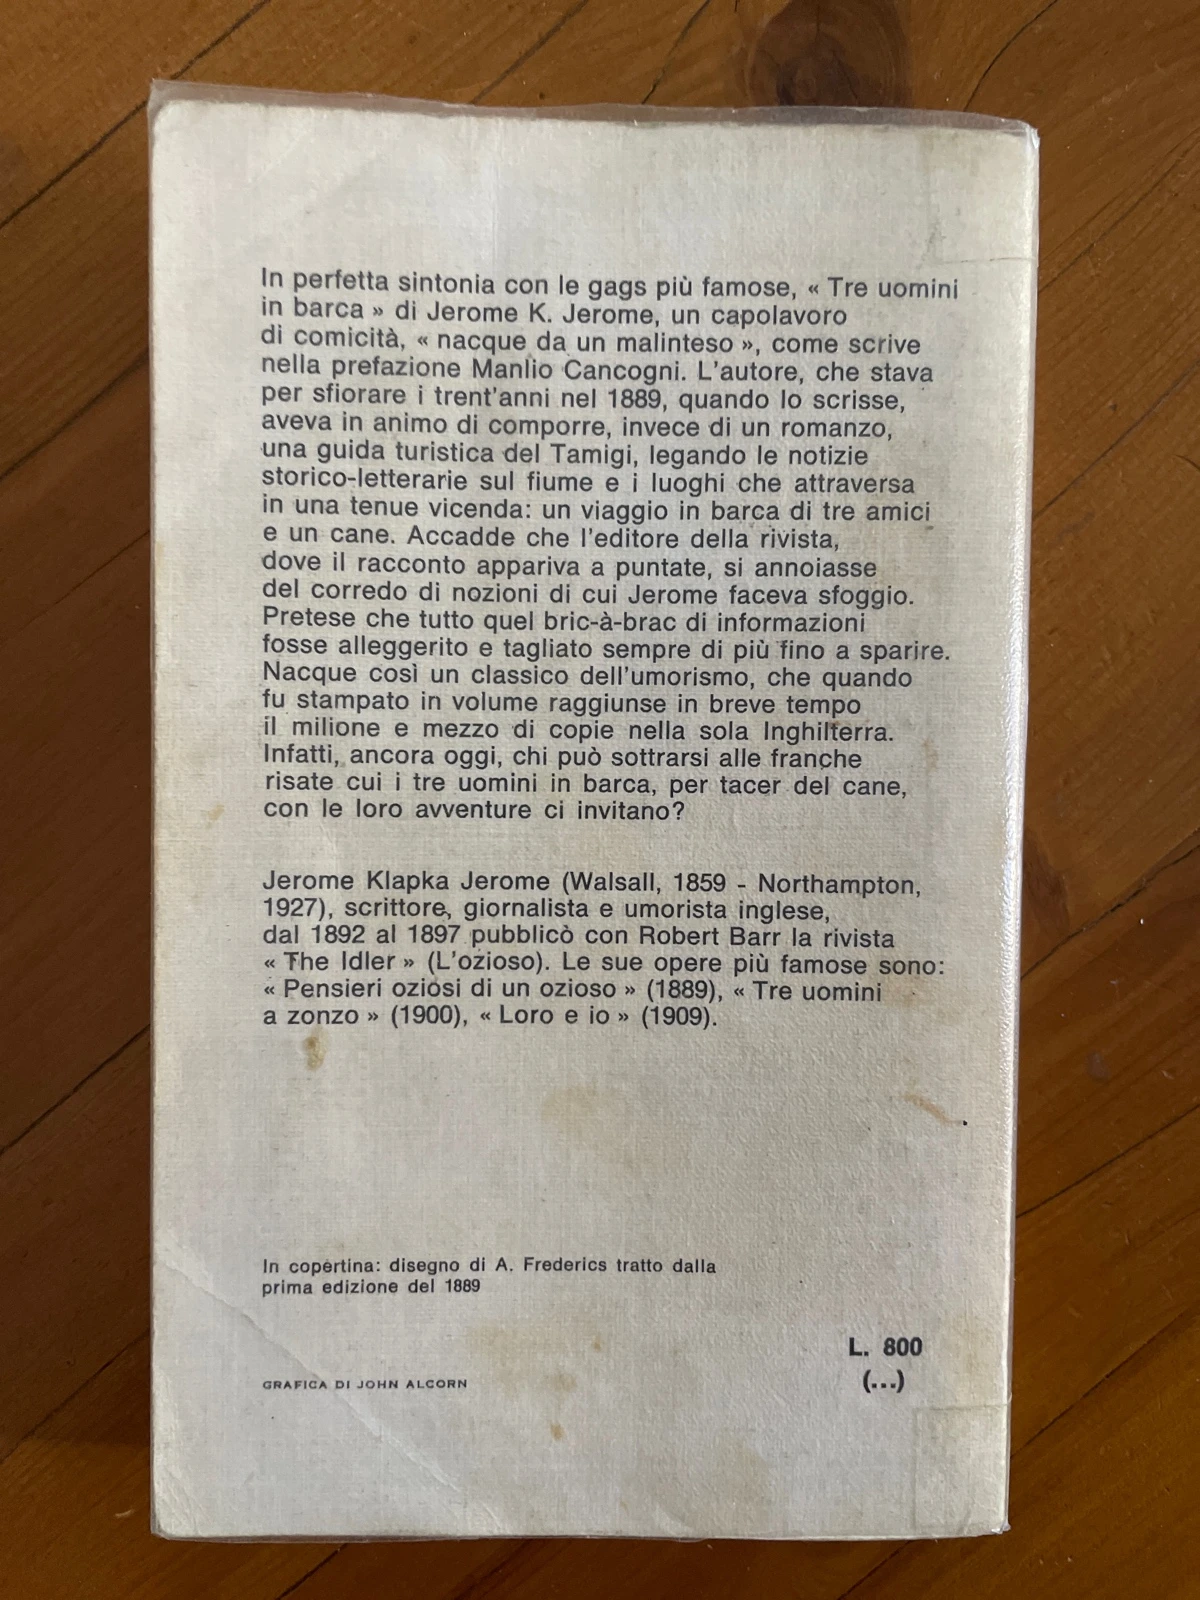 In perfetta sintonia con le gags più famose, « Tre uomini
in barca » di Jerome K. Jerome, un capolavoro
di comicità, « nacque da un malinteso », come scrive
nella prefazione Manlio Cancogni. L'autore, che stava
per sfiorare i trent'anni nel 1889, quando lo scrisse,
aveva in animo di comporre, invece di un romanzo,
una guida turistica del Tamigi, legando le notizie
storico-letterarie sul fiume e i luoghi che attraversa
in una tenue vicenda: un viaggio in barca di tre amici
e un cane. Accadde che l'editore della rivista,
dove il racconto appariva a puntate, si annoiasse
del corredo di nozioni di cui Jerome faceva sfoggio.
Pretese che tutto quel bric-à-brac di informazioni
fosse alleggerito e tagliato sempre di più fino a sparire.
Nacque così un classico dell'umorismo, che quando
fu stampato in volume raggiunse in breve tempo
il milione e mezzo di copie nella sola Inghilterra.
Infatti, ancora oggi, chi può sottrarsi alle franche
risate cui i tre uomini in barca, per tacer del cane,
con le loro avventure ci invitano?
Jerome Klapka Jerome (Walsall, 1859 - Northampton,
1927), scrittore, giornalista e umorista inglese,
dal 1892 al 1897 pubblicò con Robert Barr la rivista
« The Idler » (L'ozioso). Le sue opere più famose sono:
« Pensieri oziosi di un ozioso » (1889), « Tre uomini
a zonzo » (1900), « Loro e io » (1909).
In copertina: disegno di A. Frederics tratto dalla
prima edizione del 1889
L. 800
(...)
GRAFICA DI JOHN ALCORN